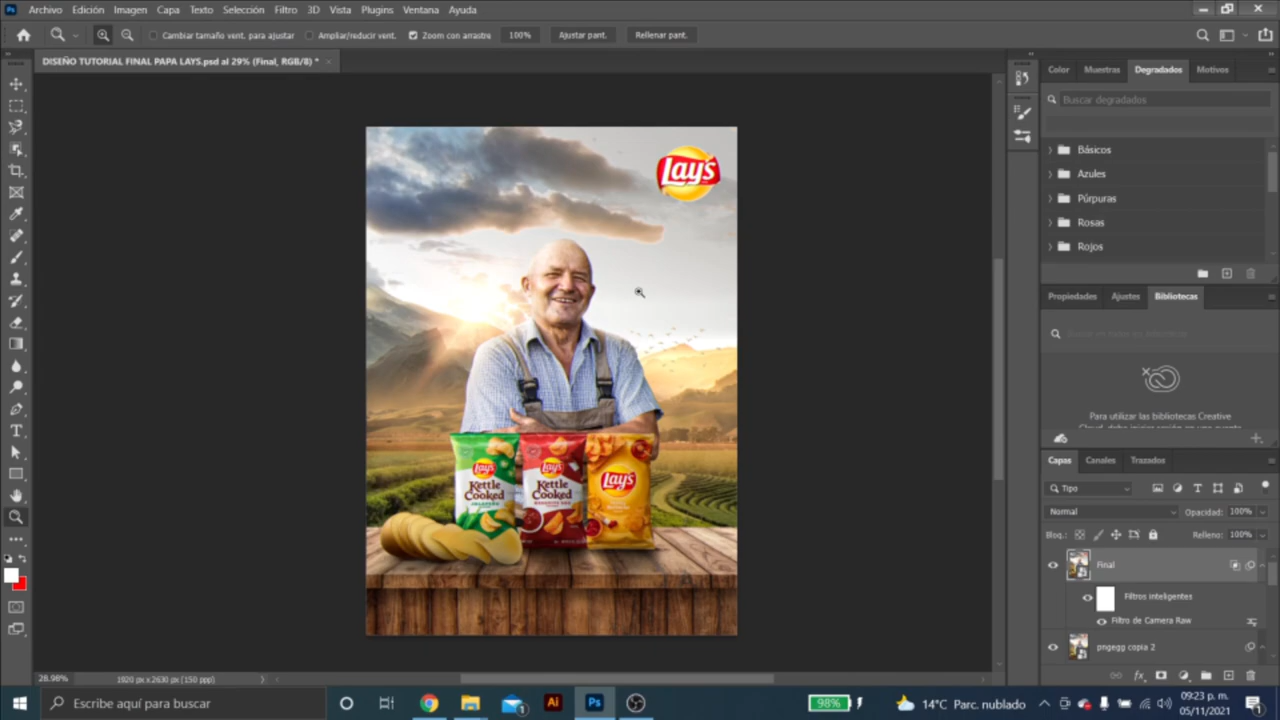 Ps Archivo Edición Imagen Capa Texto Selección Filtro 3D Vista Plugins Ventana Ayuda
Cambiar tamaño vent. para ajustar Ampliar/reducir vent. Zoom con arrastre 100% Ajustar pant. Rellenar pant.
DISEÑO TUTORIAL FINAL PAPA LAYS.psd al 29% (Final, RGB/8) *
Color Muestras Degradados Motivos
Buscar degradados
Básicos
Azules
Púrpuras
Rosas
Rojos
Lay's
Propiedades Ajustes Bibliotecas
Para utilizar las bibliotecas Creative
Capas Canales Trazados
Tipo
Normal Opacidad: 100%
Bloq.: Relleno: 100%
Final
Filtros inteligentes
Filtro de Camera Raw
pngegg copia 2
Lay's Lay's Lay's
Kettle Cooked Kettle Cooked
JALAPEÑO
28.98% 1920 px x 2630 px (150 ppp)
Escribe aquí para buscar
Ai Ps 98% 14°C Parc. nublado
09:23 p. m.
05/11/2021